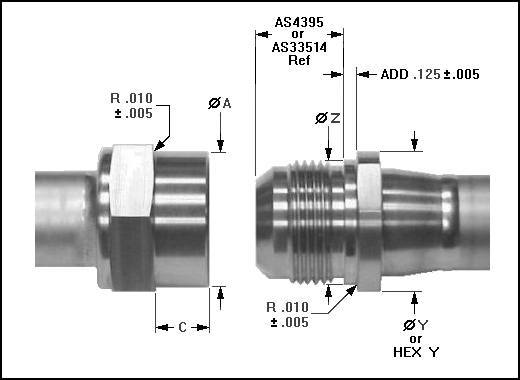 AS4395
or
AS33514
Ref
ADD .125±.005
R .010
±.005
ØA
ØZ
C
R .010
±.005
ØY
or
HEX Y